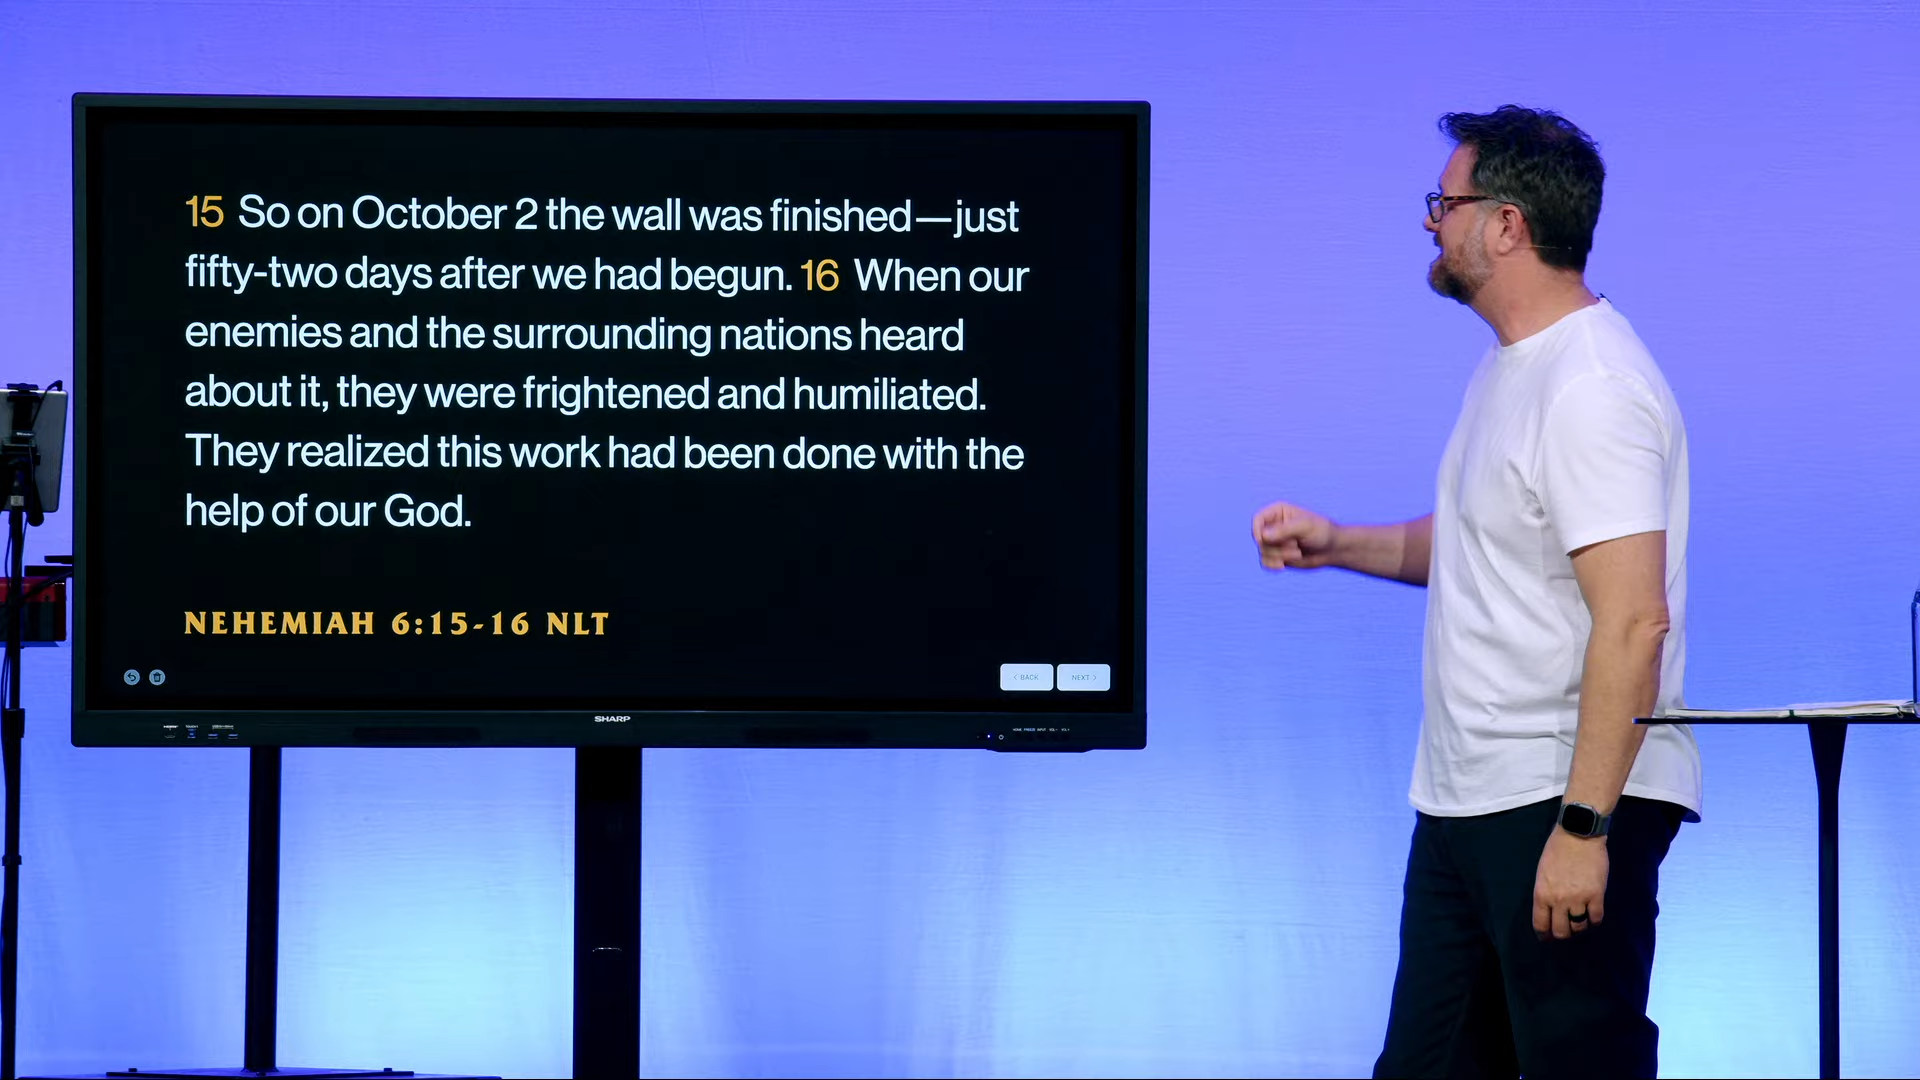 15 So on October 2 the wall was finished—just
fifty-two days after we had begun. 16 When our
enemies and the surrounding nations heard
about it, they were frightened and humiliated.
They realized this work had been done with the
help of our God.
NEHEMIAH 6:15-16 NLT
< BACK NEXT >
SHARP